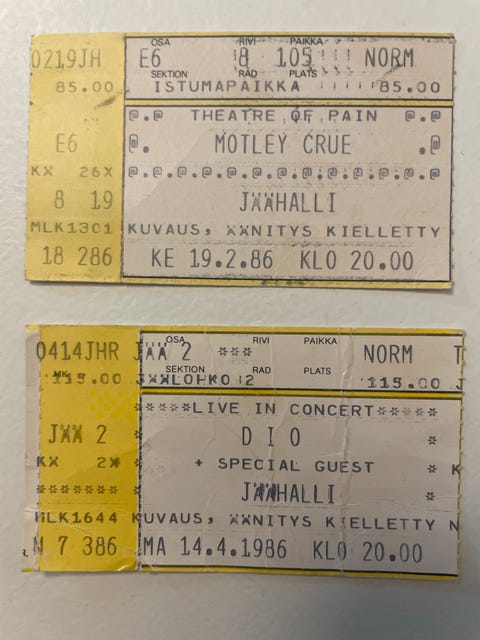 OSA RIVI PAIKKA
0219JH E6 8 105 NORM
SEKTION RAD PLATS
85.00 ISTUMAPAIKKA 85.00
@.@ THEATRE OF PAIN @.@
E6 @. MOTLEY CRUE .@
KX 26X @.@.@.@.@.@.@.@.@.@.@.@.@
8 19 JÄÄHALLI
MLK1301 KUVAUS, ÄÄNITYS KIELLETTY
18 286 KE 19.2.86 KLO 20.00
OSA RIVI PAIKKA
0414JHR JÄÄ 2 *** NORM T
MK SEKTION RAD PLATS
115.00 JÄÄLOHKO 2 115.00 J
*****LIVE IN CONCERT*****
JÄÄ 2 DIO *
KX 2X + SPECIAL GUEST * K
******* JÄÄHALLI *
MLK1644 KUVAUS, ÄÄNITYS KIELLETTY N
N 7 386 MA 14.4.1986 KLO 20.00